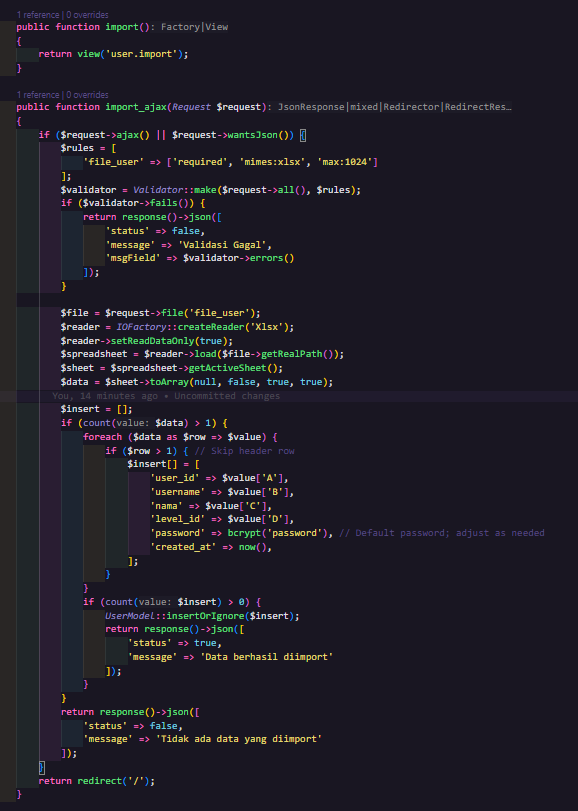 1 reference | 0 overrides
public function import(): Factory|View
{
    return view('user.import');
}
1 reference | 0 overrides
public function import_ajax(Request $request): JsonResponse|mixed|Redirector|RedirectRes…
{
    if ($request->ajax() || $request->wantsJson()) {
        $rules = [
            'file_user' => ['required', 'mimes:xlsx', 'max:1024']
        ];
        $validator = Validator::make($request->all(), $rules);
        if ($validator->fails()) {
            return response()->json([
                'status' => false,
                'message' => 'Validasi Gagal',
                'msgField' => $validator->errors()
            ]);
        }
        $file = $request->file('file_user');
        $reader = IOFactory::createReader('Xlsx');
        $reader->setReadDataOnly(true);
        $spreadsheet = $reader->load($file->getRealPath());
        $sheet = $spreadsheet->getActiveSheet();
        $data = $sheet->toArray(null, false, true, true);
You, 14 minutes ago • Uncommitted changes
        $insert = [];
        if (count(value: $data) > 1) {
            foreach ($data as $row => $value) {
                if ($row > 1) { // Skip header row
                    $insert[] = [
                        'user_id' => $value['A'],
                        'username' => $value['B'],
                        'nama' => $value['C'],
                        'level_id' => $value['D'],
                        'password' => bcrypt('password'), // Default password; adjust as needed
                        'created_at' => now(),
                    ];
                }
            }
            if (count(value: $insert) > 0) {
                UserModel::insertOrIgnore($insert);
                return response()->json([
                    'status' => true,
                    'message' => 'Data berhasil diimport'
                ]);
            }
        }
        return response()->json([
            'status' => false,
            'message' => 'Tidak ada data yang diimport'
        ]);
    }
    return redirect('/');
}